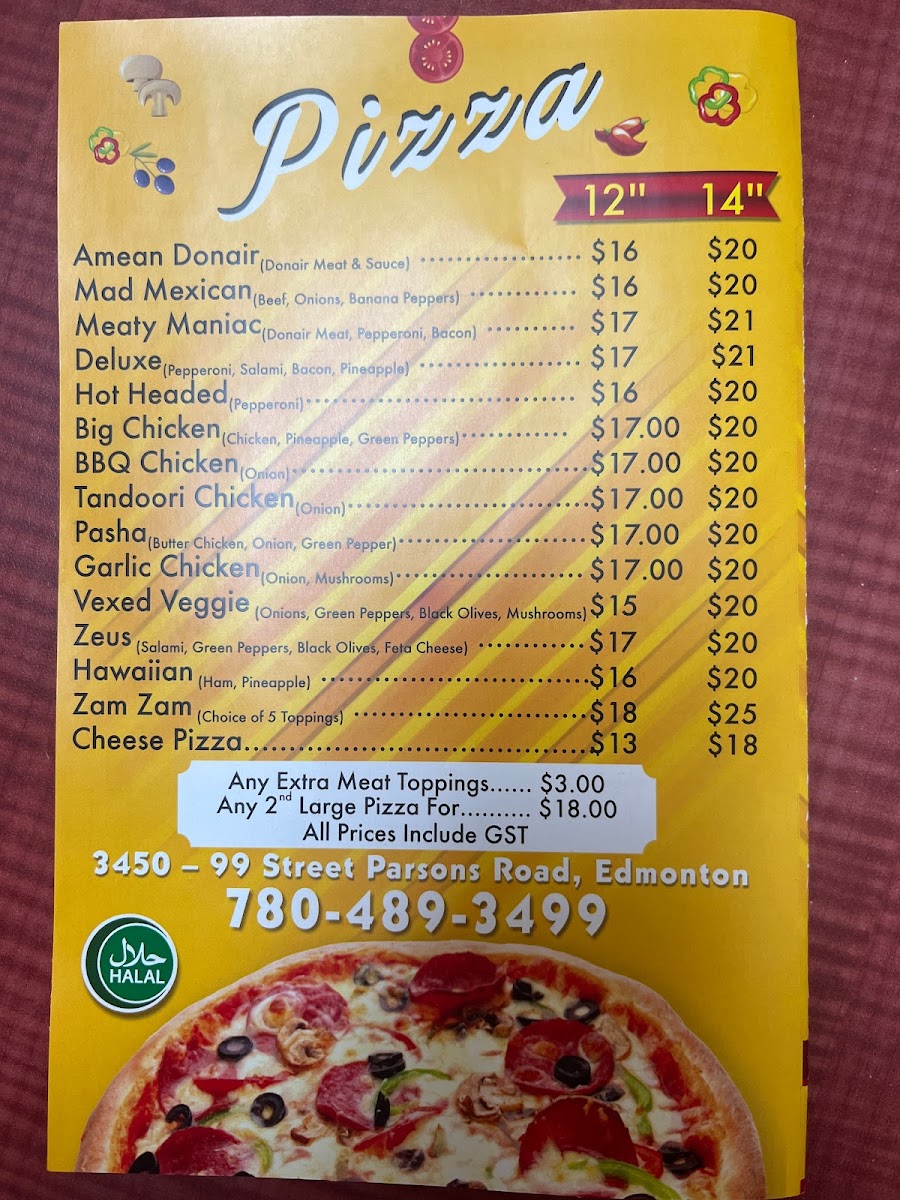 Pizza
12" 14"
Amean Donair (Donair Meat & Sauce) .................. $16 $20
Mad Mexican (Beef, Onions, Banana Peppers) ............ $16 $20
Meaty Maniac (Donair Meat, Pepperoni, Bacon) .......... $17 $21
Deluxe (Pepperoni, Salami, Bacon, Pineapple) .................. $17 $21
Hot Headed (Pepperoni).............................. $16 $20
Big Chicken (Chicken, Pineapple, Green Peppers)............ $17.00 $20
BBQ Chicken (Onion).................................$17.00 $20
Tandoori Chicken (Onion)...........................$17.00 $20
Pasha (Butter Chicken, Onion, Green Pepper).....................$17.00 $20
Garlic Chicken (Onion, Mushrooms).....................$17.00 $20
Vexed Veggie (Onions, Green Peppers, Black Olives, Mushrooms) $15 $20
Zeus (Salami, Green Peppers, Black Olives, Feta Cheese) ............$17 $20
Hawaiian (Ham, Pineapple) ..............................$16 $20
Zam Zam (Choice of 5 Toppings) ..........................$18 $25
Cheese Pizza.......................................$13 $18
Any Extra Meat Toppings...... $3.00
Any 2nd Large Pizza For.......... $18.00
All Prices Include GST
3450 – 99 Street Parsons Road, Edmonton
780-489-3499
حلال
HALAL